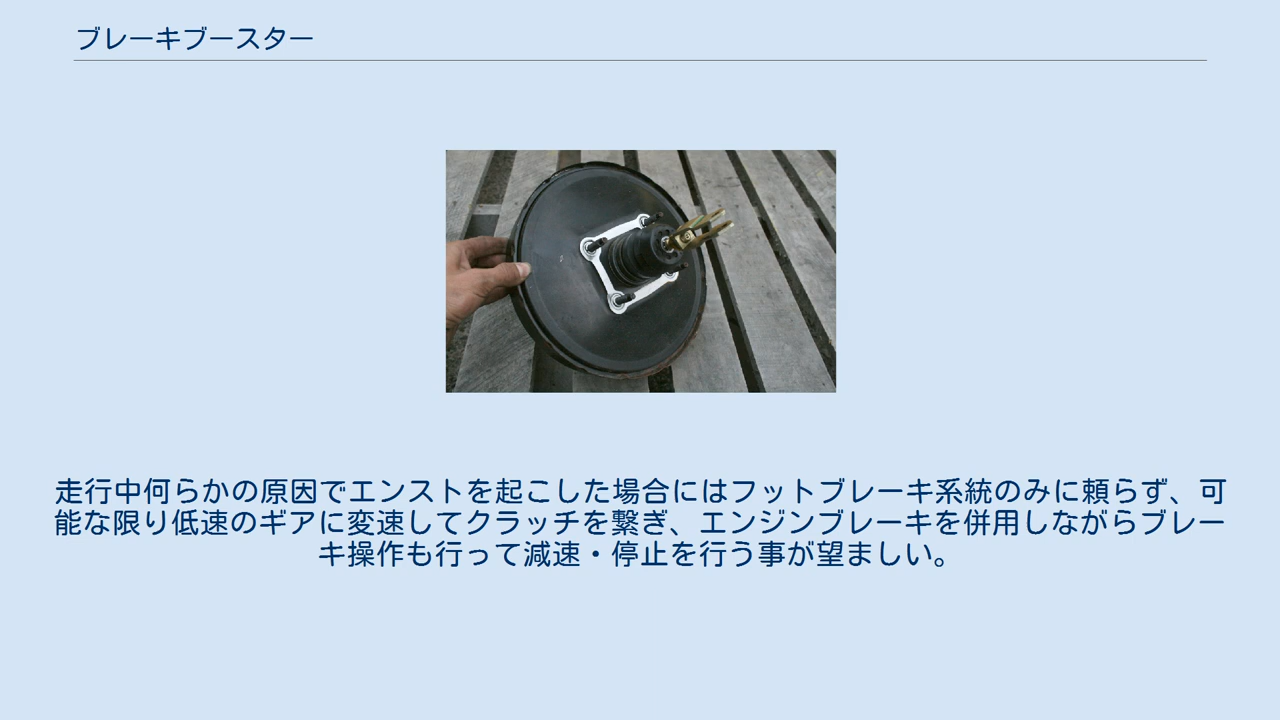 ブレーキブースター
走行中何らかの原因でエンストを起こした場合にはフットブレーキ系統のみに頼らず、可
能な限り低速のギアに変速してクラッチを繋ぎ、エンジンブレーキを併用しながらブレー
キ操作も行って減速・停止を行う事が望ましい。